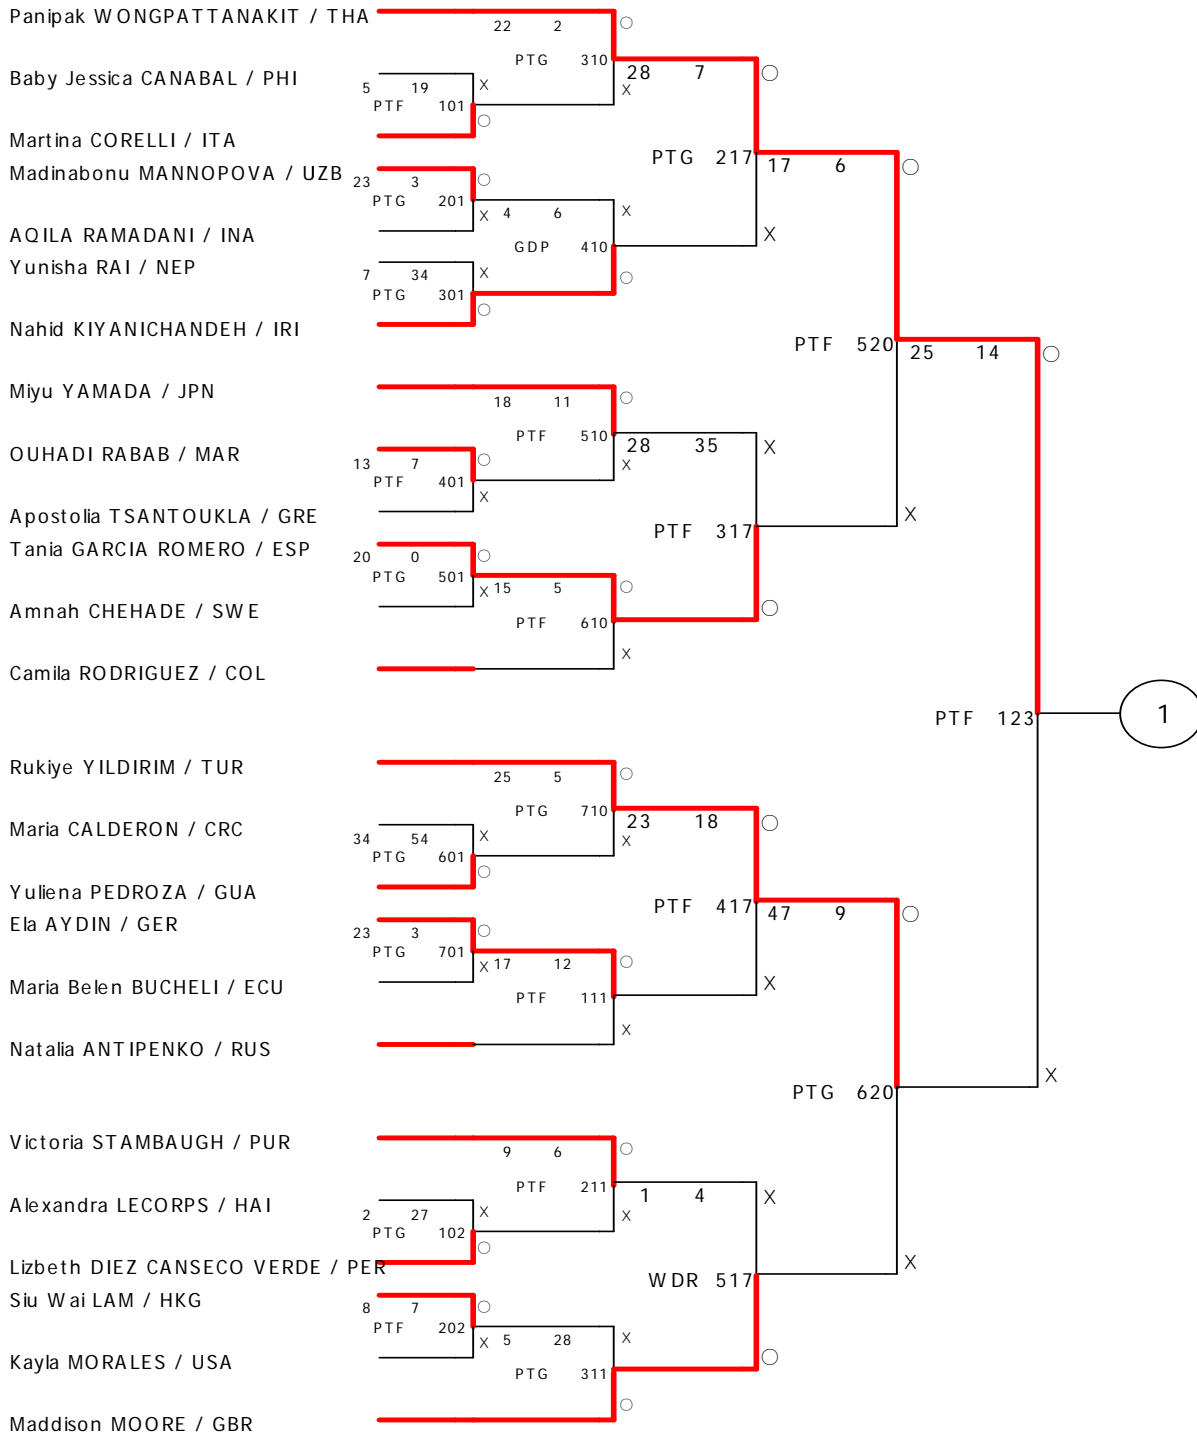 Panipak WONGPATTANAKIT / THA
22 2 ○
PTG 310
28 7 ○
Baby Jessica CANABAL / PHI
5 19 X X
PTF 101
○
Martina CORELLI / ITA
PTG 217
17 6 ○
Madinabonu MANNOPOVA / UZB
23 3 ○
PTG 201
X 4 6 X
AQILA RAMADANI / INA
X
GDP 410
Yunisha RAI / NEP
7 34 X ○
PTG 301
○
Nahid KIYANICHANDEH / IRI
PTF 520
25 14 ○
Miyu YAMADA / JPN
18 11 ○
PTF 510
28 35 X
OUHADI RABAB / MAR
13 7 ○ X
PTF 401
X
Apostolia TSANTOUKLA / GRE
X
PTF 317
Tania GARCIA ROMERO / ESP
20 0 ○
PTG 501
X 15 5 ○
Amnah CHEHADE / SWE
○
PTF 610
X
Camila RODRIGUEZ / COL
PTF 123
1
Rukiye YILDIRIM / TUR
25 5 ○
PTG 710
23 18 ○
Maria CALDERON / CRC
34 54 X X
PTG 601
○
Yuliena PEDROZA / GUA
PTF 417
47 9 ○
Ela AYDIN / GER
23 3 ○
PTG 701
X 17 12 ○
Maria Belen BUCHELI / ECU
X
PTF 111
X
Natalia ANTIPENKO / RUS
X
PTG 620
Victoria STAMBAUGH / PUR
9 6 ○
PTF 211
1 4 X
Alexandra LECORPS / HAI
2 27 X X
PTG 102
○
Lizbeth DIEZ CANSECO VERDE / PER
X
WDR 517
Siu Wai LAM / HKG
8 7 ○
PTF 202
X 5 28 X
Kayla MORALES / USA
○
PTG 311
○
Maddison MOORE / GBR